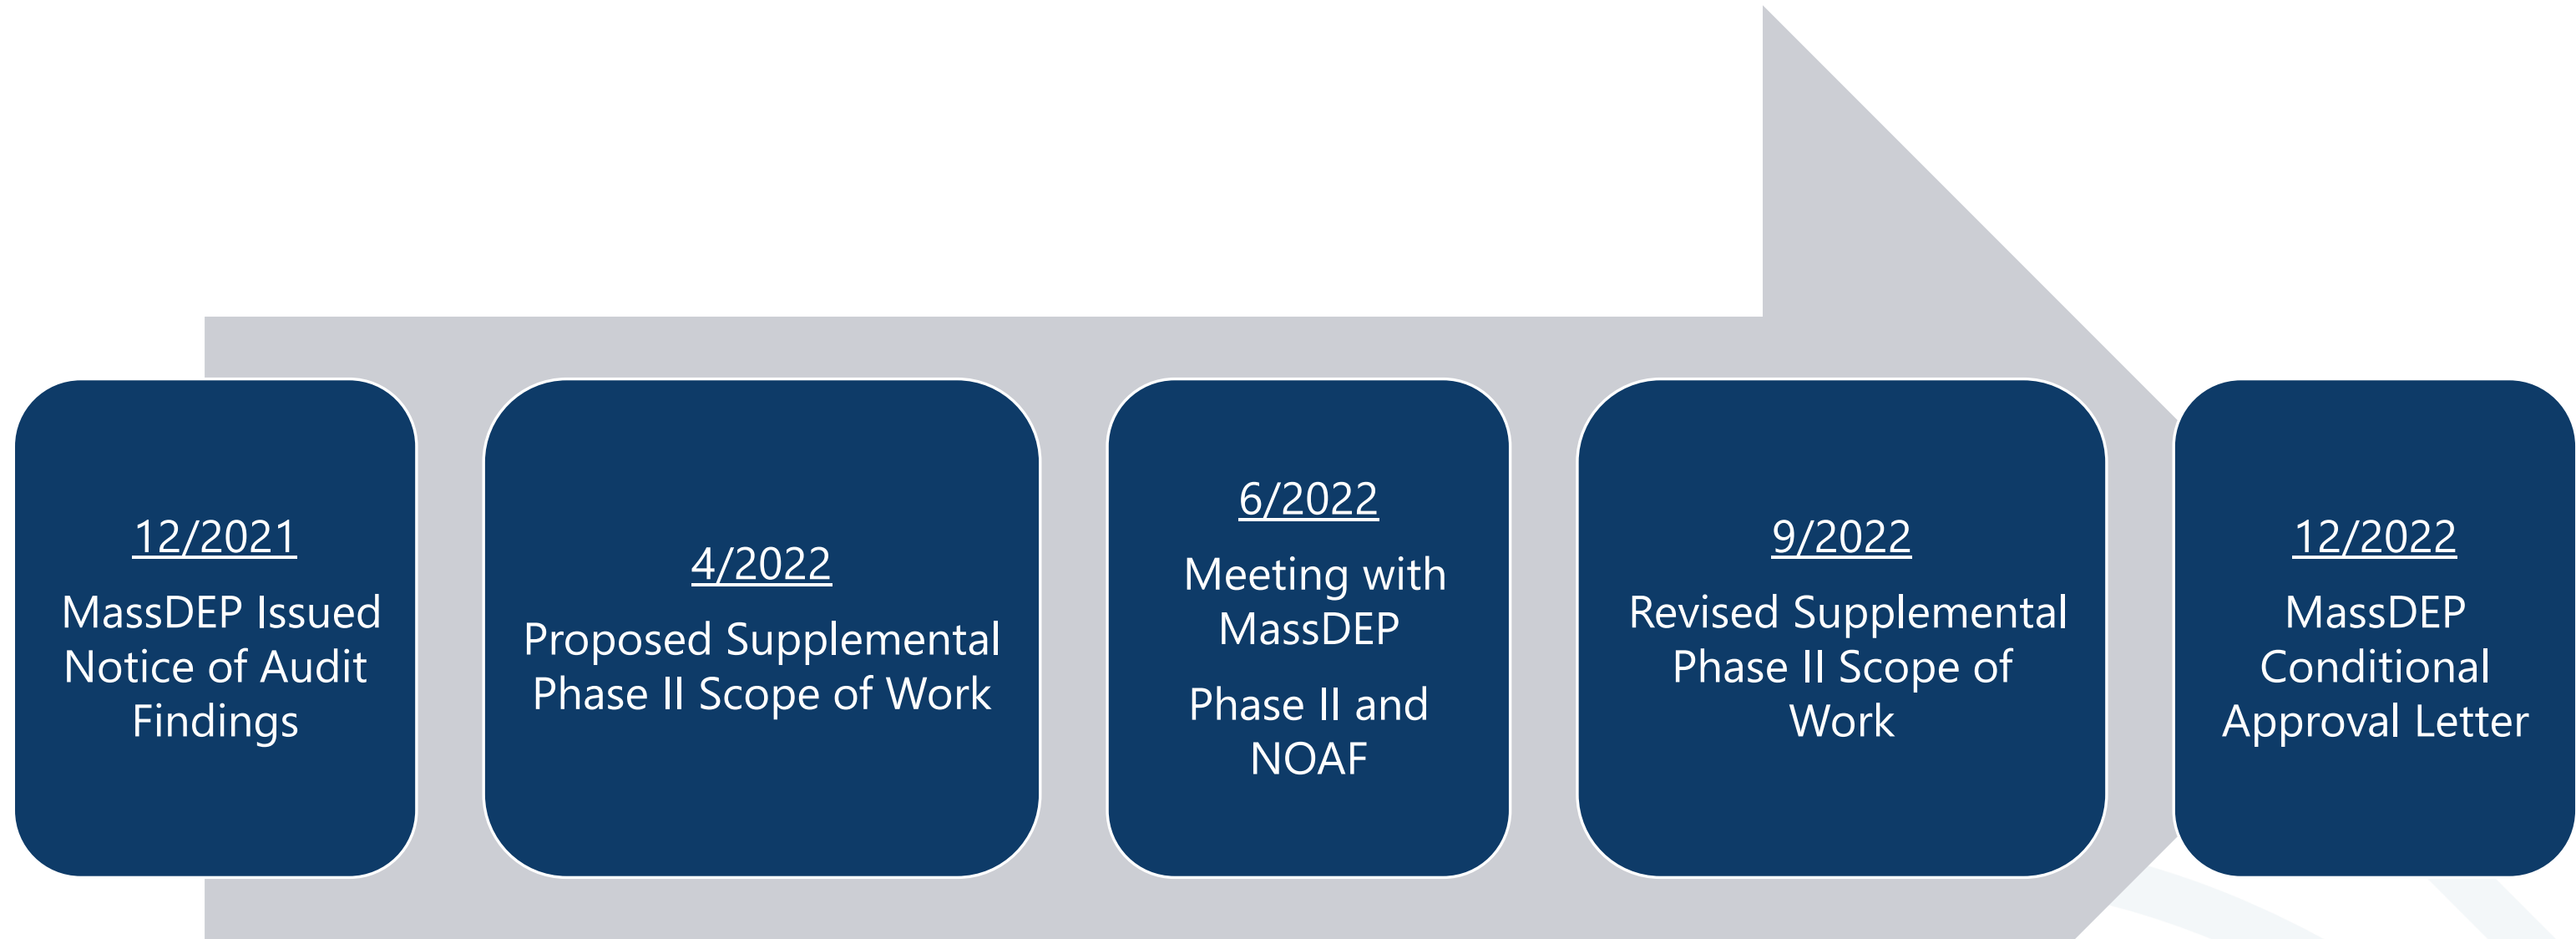 12/2021
MassDEP Issued
Notice of Audit
Findings
4/2022
Proposed Supplemental
Phase II Scope of Work
6/2022
Meeting with
MassDEP
Phase II and
NOAF
9/2022
Revised Supplemental
Phase II Scope of
Work
12/2022
MassDEP
Conditional
Approval Letter